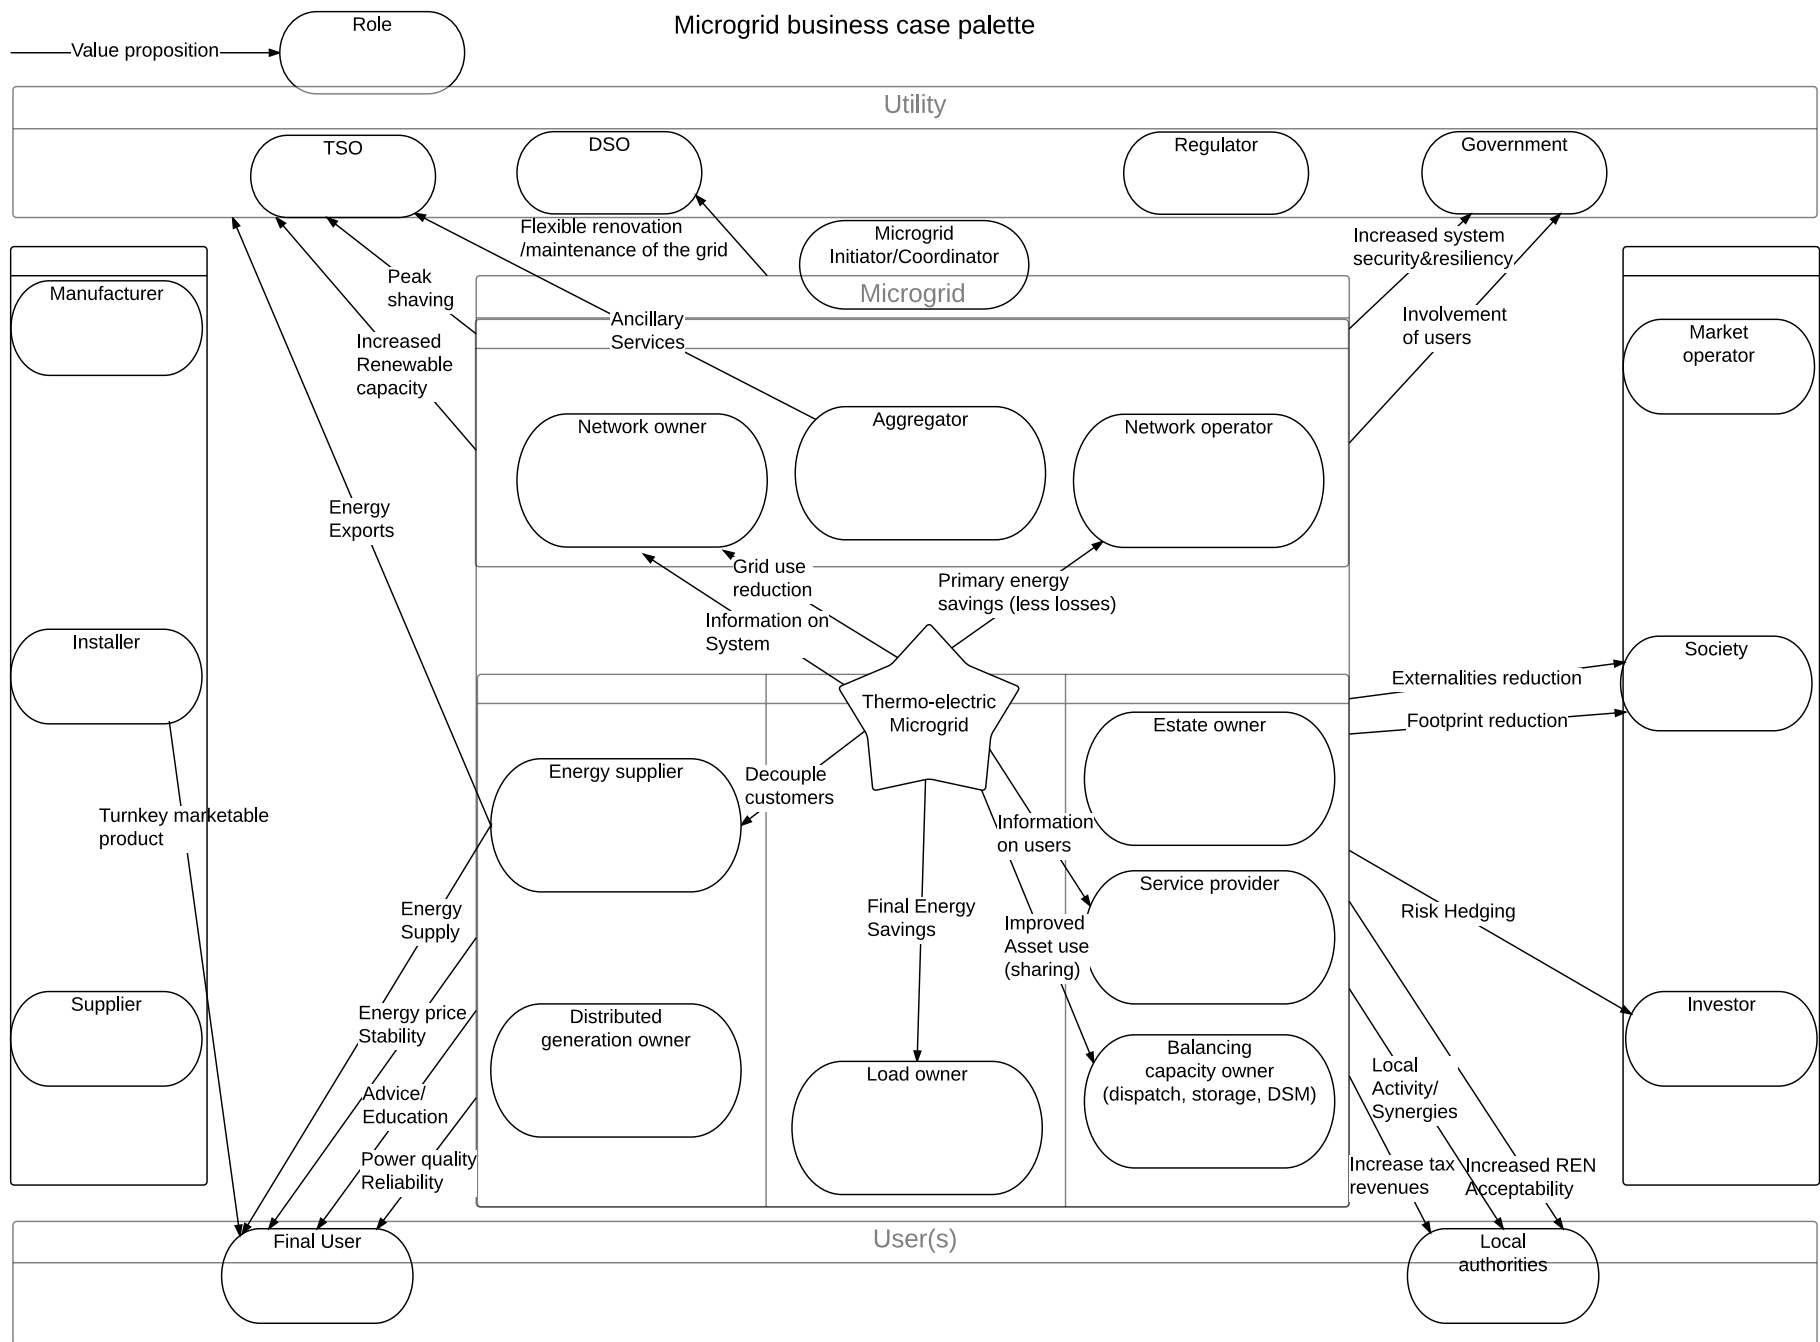 Microgrid business case palette
Role
Value proposition
Utility
TSO
DSO
Regulator
Government
Flexible renovation
/maintenance of the grid
Microgrid
Initiator/Coordinator
Increased system
security&resiliency
Peak
shaving
Microgrid
Manufacturer
Ancillary
Services
Involvement
of users
Market
operator
Increased
Renewable
capacity
Network owner
Aggregator
Network operator
Energy
Exports
Grid use
reduction
Primary energy
savings (less losses)
Information on
System
Installer
Society
Thermo-electric
Microgrid
Externalities reduction
Footprint reduction
Estate owner
Energy supplier
Decouple
customers
Turnkey marketable
product
Information
on users
Service provider
Energy
Supply
Final Energy
Savings
Improved
Asset use
(sharing)
Risk Hedging
Supplier
Energy price
Stability
Distributed
generation owner
Investor
Balancing
capacity owner
(dispatch, storage, DSM)
Load owner
Local
Activity/
Synergies
Advice/
Education
Power quality
Reliability
Increase tax
revenues
Increased REN
Acceptability
User(s)
Final User
Local
authorities